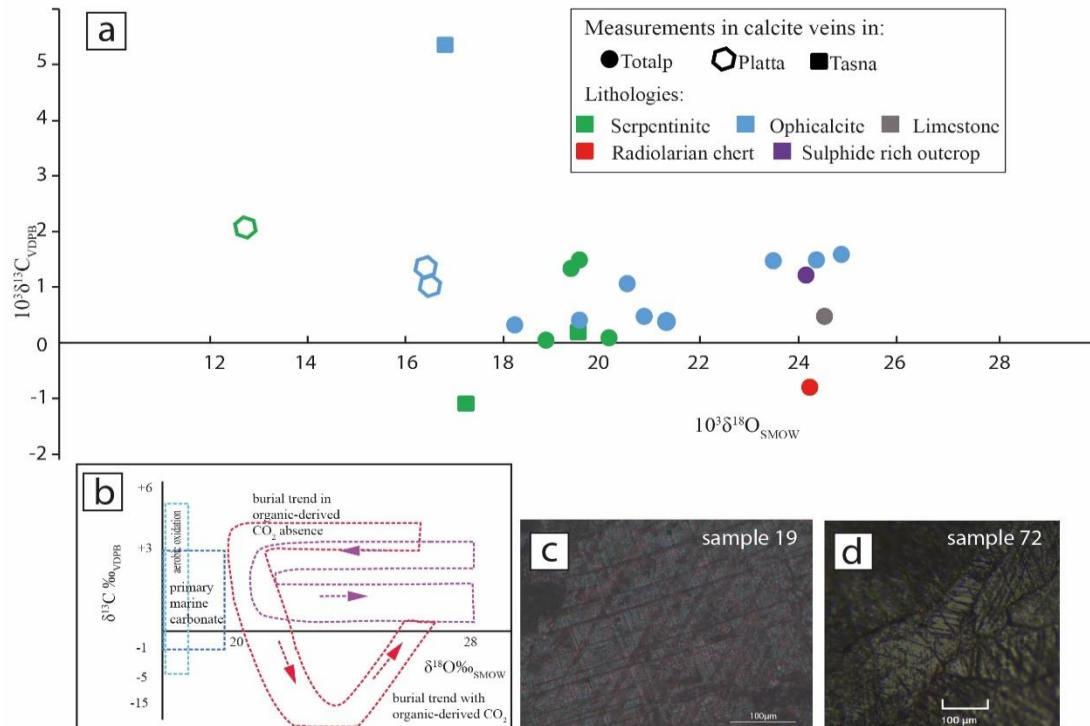 a
Measurements in calcite veins in:
Totalp Platta Tasna
Lithologies:
Serpentinite Ophicalcite Limestone
Radiolarian chert Sulphide rich outcrop
10³δ¹³C_VDPB
5
4
3
2
1
0
-1
-2
12 14 16 18 20 22 24 26 28
10³δ¹⁸O_SMOW
b
+6
+3
-1
-5
-15
δ¹³C ‰_VDPB
aerobic oxidation
primary
marine
carbonate
burial trend in
organic-derived
CO₂ absence
20 28
δ¹⁸O‰_SMOW
burial trend with
organic-derived CO₂
c
sample 19
100µm
d
sample 72
100 µm